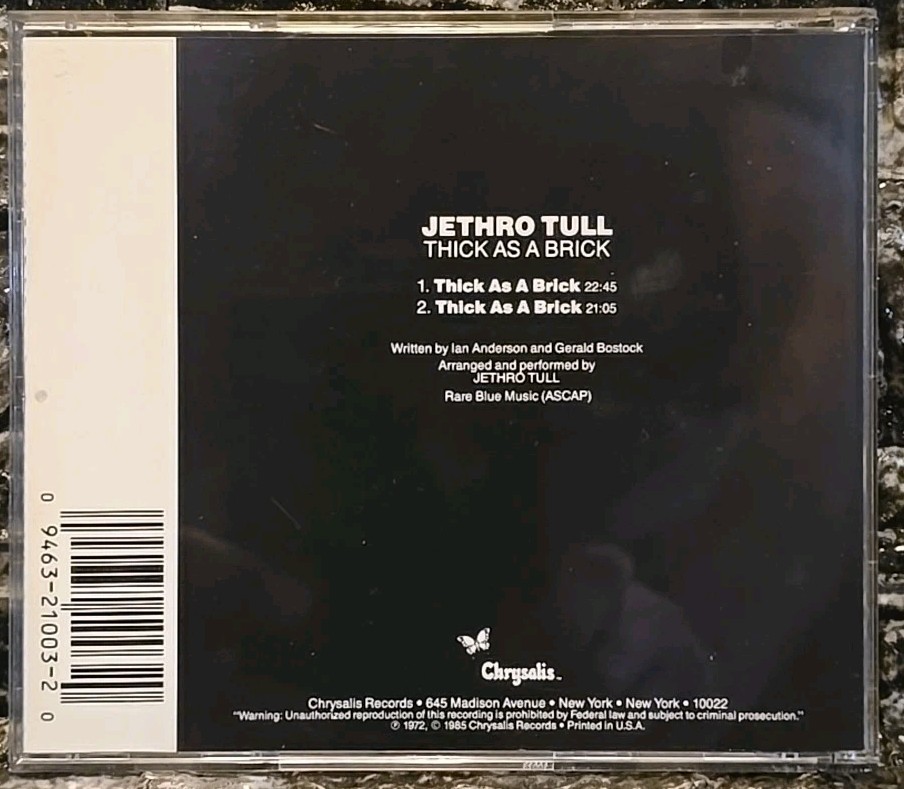 JETHRO TULL
THICK AS A BRICK
1. Thick As A Brick 22:45
2. Thick As A Brick 21:05
Written by Ian Anderson and Gerald Bostock
Arranged and performed by
JETHRO TULL
Rare Blue Music (ASCAP)
0 9463-21003-2 0
Chrysalis™
Chrysalis Records • 645 Madison Avenue • New York • New York • 10022
"Warning: Unauthorized reproduction of this recording is prohibited by Federal law and subject to criminal prosecution."
℗ 1972, © 1985 Chrysalis Records • Printed in U.S.A.